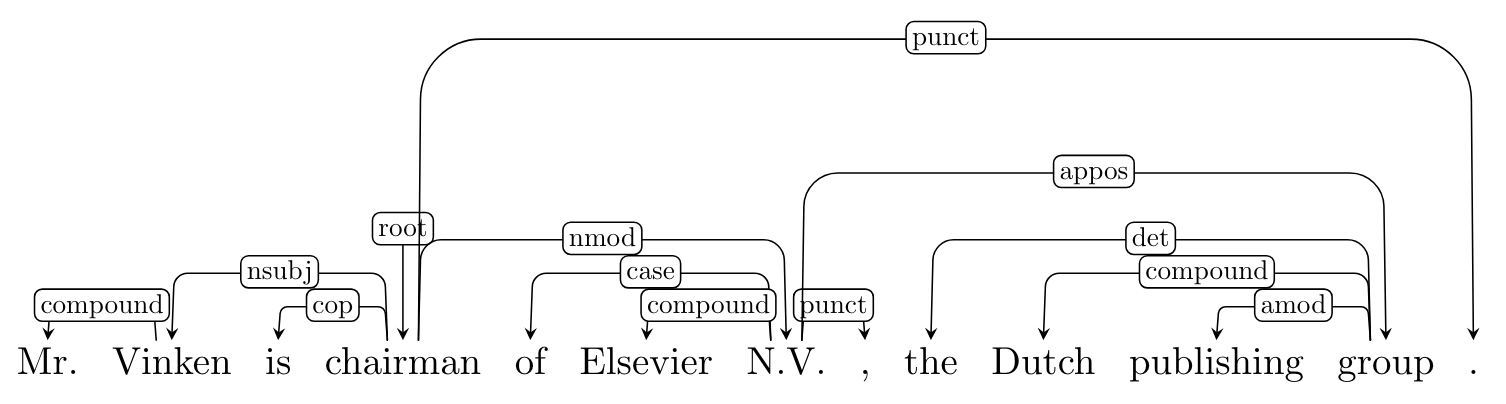 punct
appos
root nmod det
nsubj case compound
compound cop compound punct amod
Mr. Vinken is chairman of Elsevier N.V. , the Dutch publishing group .